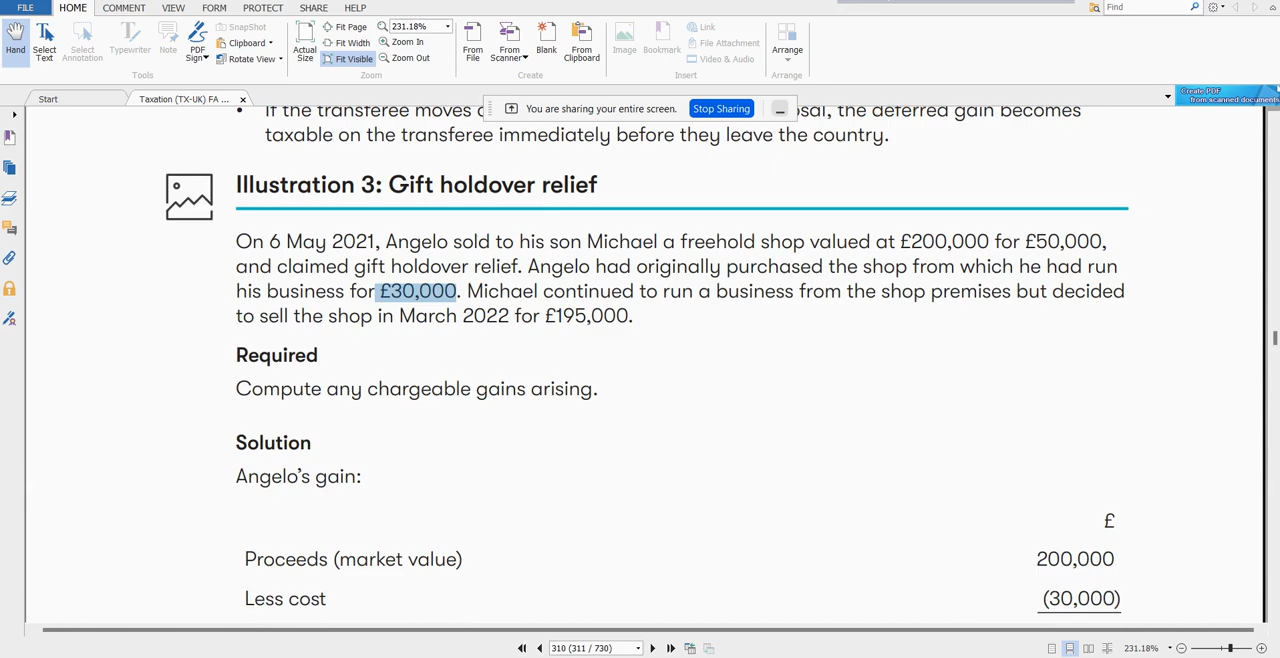 FILE HOME COMMENT VIEW FORM PROTECT SHARE HELP Find
SnapShot Fit Page 231.18% Link
Clipboard Fit Width Zoom In File Attachment
Hand Select Text Select Annotation Typewriter Note PDF Sign Rotate View Actual Size Fit Visible Zoom Out From File From Scanner Blank From Clipboard Image Bookmark Video & Audio Arrange
Tools Zoom Create Insert Arrange
Start Taxation (TX-UK) FA ... x Create PDF
from scanned documents
You are sharing your entire screen. Stop Sharing
• If the transferee moves osal, the deferred gain becomes
taxable on the transferee immediately before they leave the country.
Illustration 3: Gift holdover relief
On 6 May 2021, Angelo sold to his son Michael a freehold shop valued at £200,000 for £50,000,
and claimed gift holdover relief. Angelo had originally purchased the shop from which he had run
his business for £30,000. Michael continued to run a business from the shop premises but decided
to sell the shop in March 2022 for £195,000.
Required
Compute any chargeable gains arising.
Solution
Angelo's gain:
£
Proceeds (market value) 200,000
Less cost (30,000)
310 (311 / 730) 231.18%